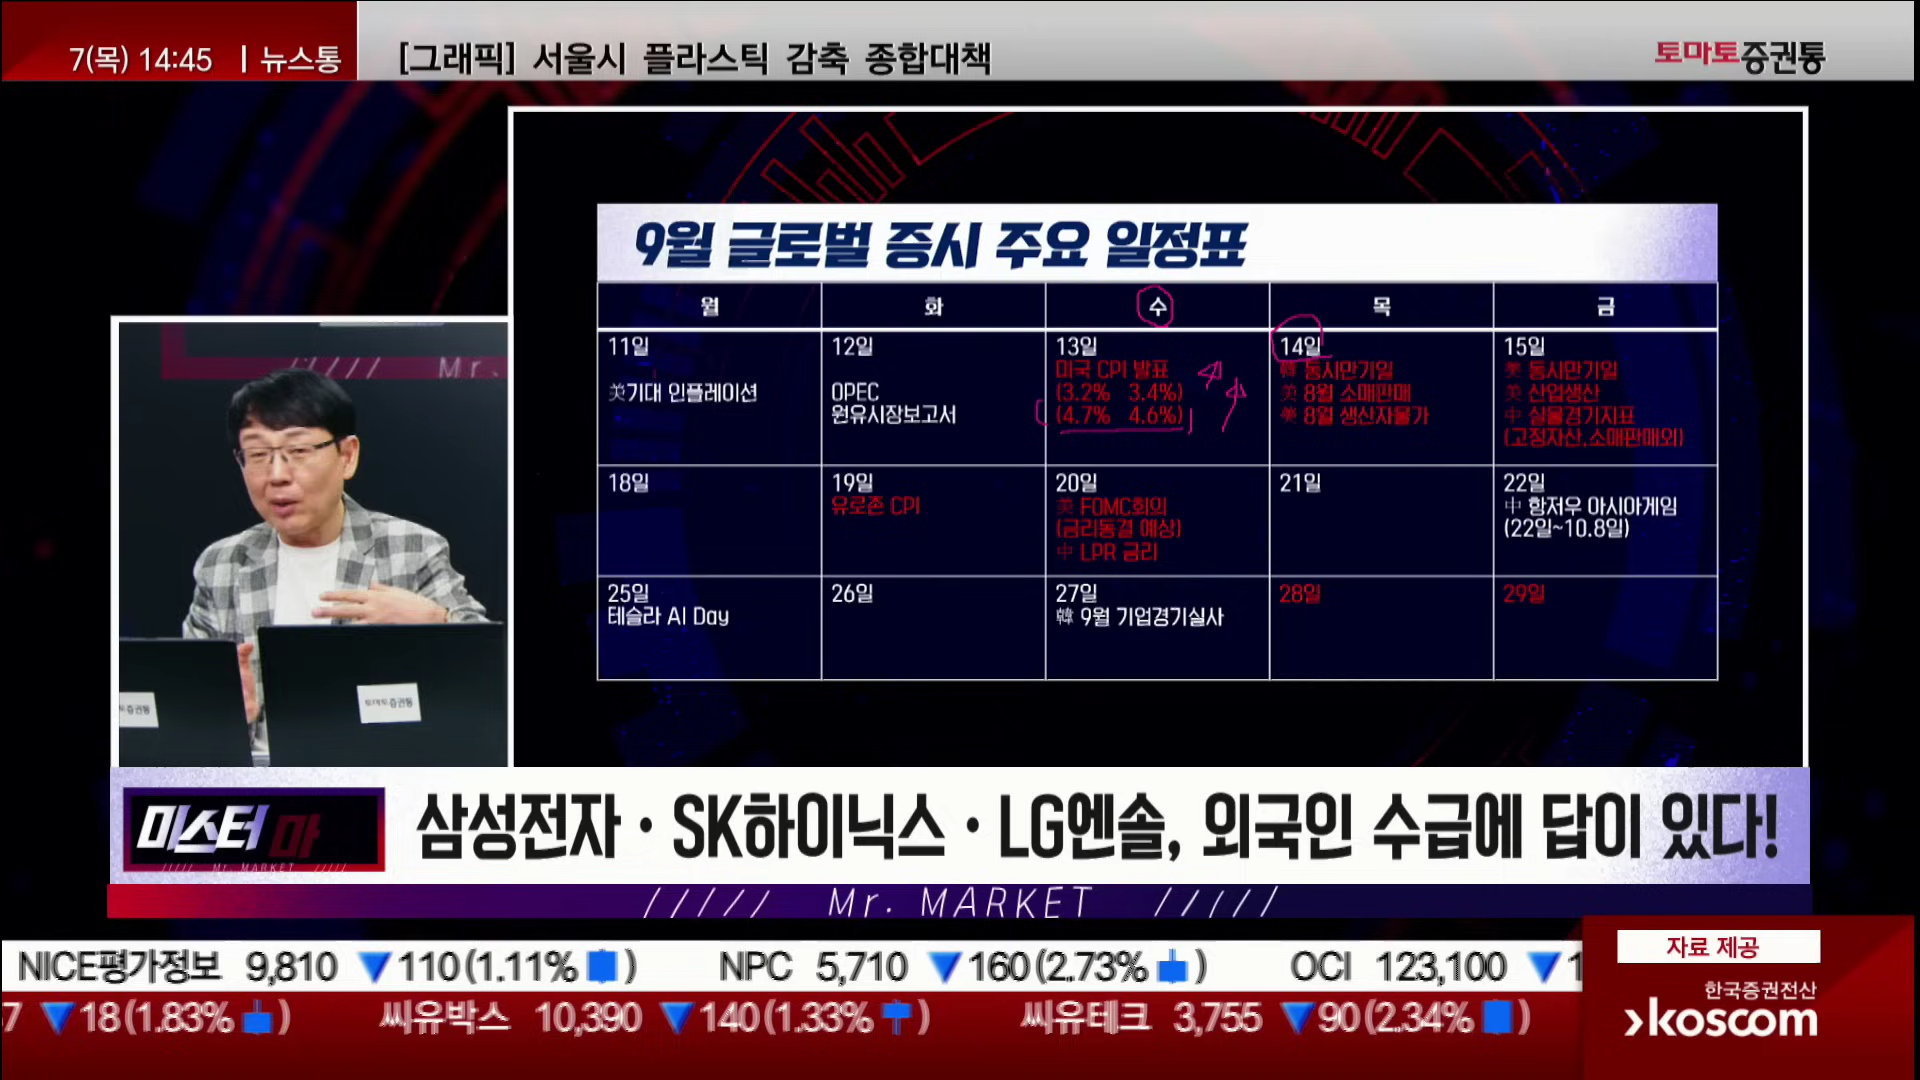 7(목) 14:45 | 뉴스통
[그래픽] 서울시 플라스틱 감축 종합대책
토마토증권통
9월 글로벌 증시 주요 일정표
월 화 수 목 금
11일
美기대 인플레이션
12일
OPEC
원유시장보고서
13일
미국 CPI 발표
(3.2% 3.4%)
(4.7% 4.6%)
14일
韓 동시만기일
美 8월 소매판매
美 8월 생산자물가
15일
美 동시만기일
美 산업생산
中 실물경기지표
(고정자산,소매판매외)
18일
19일
유로존 CPI
20일
美 FOMC회의
(금리동결 예상)
中 LPR 금리
21일
22일
中 항저우 아시아게임
(22일~10.8일)
25일
테슬라 AI Day
26일
27일
韓 9월 기업경기실사
28일
29일
Mr.
토마토증권통
증권통
미스터 마
Mr. MARKET
삼성전자·SK하이닉스·LG엔솔, 외국인 수급에 답이 있다!
///// Mr. MARKET /////
NICE평가정보 9,810 ▼110(1.11%) NPC 5,710 ▼160(2.73%) OCI 123,100 ▼1
7 ▼18(1.83%) 씨유박스 10,390 ▼140(1.33%) 씨유테크 3,755 ▼90(2.34%)
자료 제공
한국증권전산
koscom